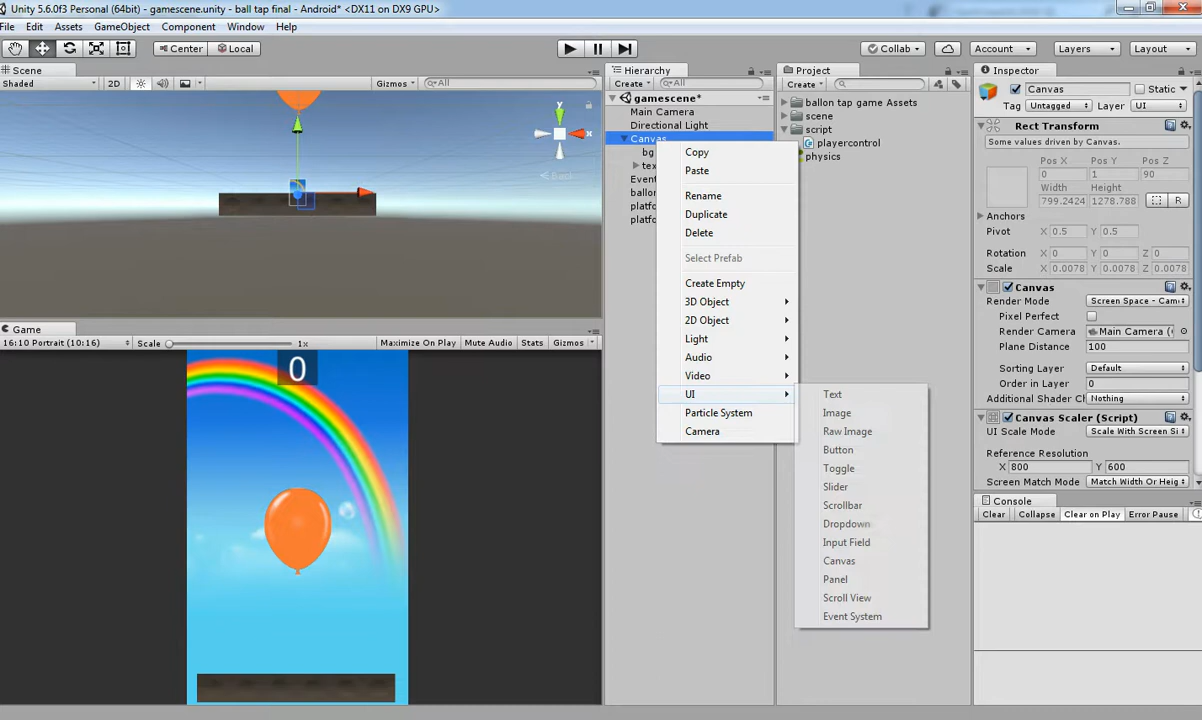 Unity 5.6.0f3 Personal (64bit) - gamescene.unity - ball tap final - Android* <DX11 on DX9 GPU>
File Edit Assets GameObject Component Window Help
Center Local Collab Account Layers Layout
Scene
Shaded 2D Gizmos All
y
x
Back
Game
16:10 Portrait (10:16) Scale 1x Maximize On Play Mute Audio Stats Gizmos
0
Hierarchy
Create All
gamescene*
Main Camera
Directional Light
Canvas
bg
Copy
Paste
Rename
Duplicate
Delete
Select Prefab
Create Empty
3D Object
2D Object
Light
Audio
Video
UI
Particle System
Camera
Text
Image
Raw Image
Button
Toggle
Slider
Scrollbar
Dropdown
Input Field
Canvas
Panel
Scroll View
Event System
Project
Create
ballon tap game Assets
scene
script
playercontrol
physics
Inspector
Canvas Static
Tag Untagged Layer UI
Rect Transform
Some values driven by Canvas.
Pos X Pos Y Pos Z
0 1 90
Width Height
799.2424 1278.788 R
Anchors
Pivot X 0.5 Y 0.5
Rotation X 0 Y 0 Z 0
Scale X 0.0078 Y 0.0078 Z 0.0078
Canvas
Render Mode Screen Space - Cam
Pixel Perfect
Render Camera Main Camera (
Plane Distance 100
Sorting Layer Default
Order in Layer 0
Additional Shader Cl Nothing
Canvas Scaler (Script)
UI Scale Mode Scale With Screen Si
Reference Resolution
X 800 Y 600
Screen Match Mode Match Width Or Heig
Console
Clear Collapse Clear on Play Error Pause